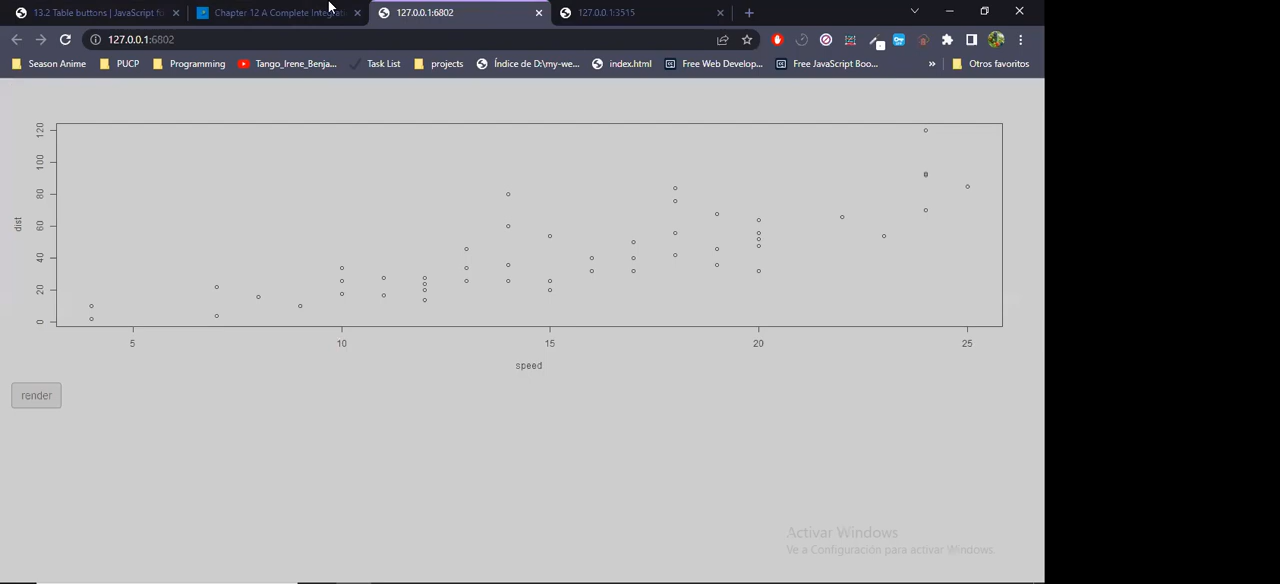 13.2 Table buttons | JavaScript fo
Chapter 12 A Complete Integrati
127.0.0.1:6802
127.0.0.1:3515
127.0.0.1:6802
Season Anime
PUCP
Programming
Tango_Irene_Benja...
Task List
projects
Índice de D:\my-we...
index.html
Free Web Develop...
Free JavaScript Boo...
»
Otros favoritos
120
100
80
60
40
20
0
dist
5
10
15
20
25
speed
render
Activar Windows
Ve a Configuración para activar Windows.